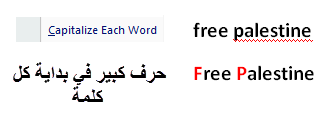 Capitalize Each Word
free palestine
حرف كبير في بداية كل
كلمة
Free Palestine